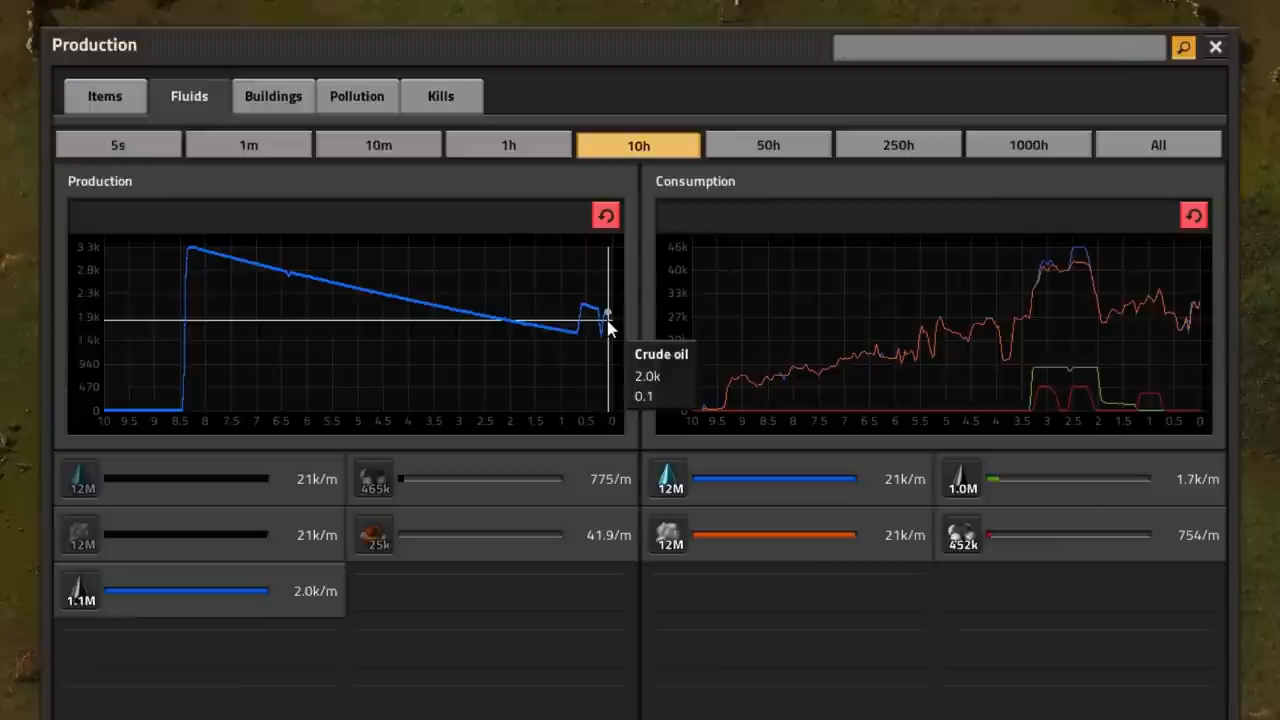 Production
Items Fluids Buildings Pollution Kills
5s 1m 10m 1h 10h 50h 250h 1000h All
Production
3.3k
2.8k
2.3k
1.9k
1.4k
940
470
0
10 9.5 9 8.5 8 7.5 7 6.5 6 5.5 5 4.5 4 3.5 3 2.5 2 1.5 1 0.5 0
Crude oil
2.0k
0.1
Consumption
46k
40k
33k
27k
0
10 9.5 9 8.5 8 7.5 7 6.5 6 5.5 5 4.5 4 3.5 3 2.5 2 1.5 1 0.5 0
12M 21k/m 465k 775/m
12M 21k/m 25k 41.9/m
1.1M 2.0k/m
12M 21k/m 1.0M 1.7k/m
12M 21k/m 452k 754/m